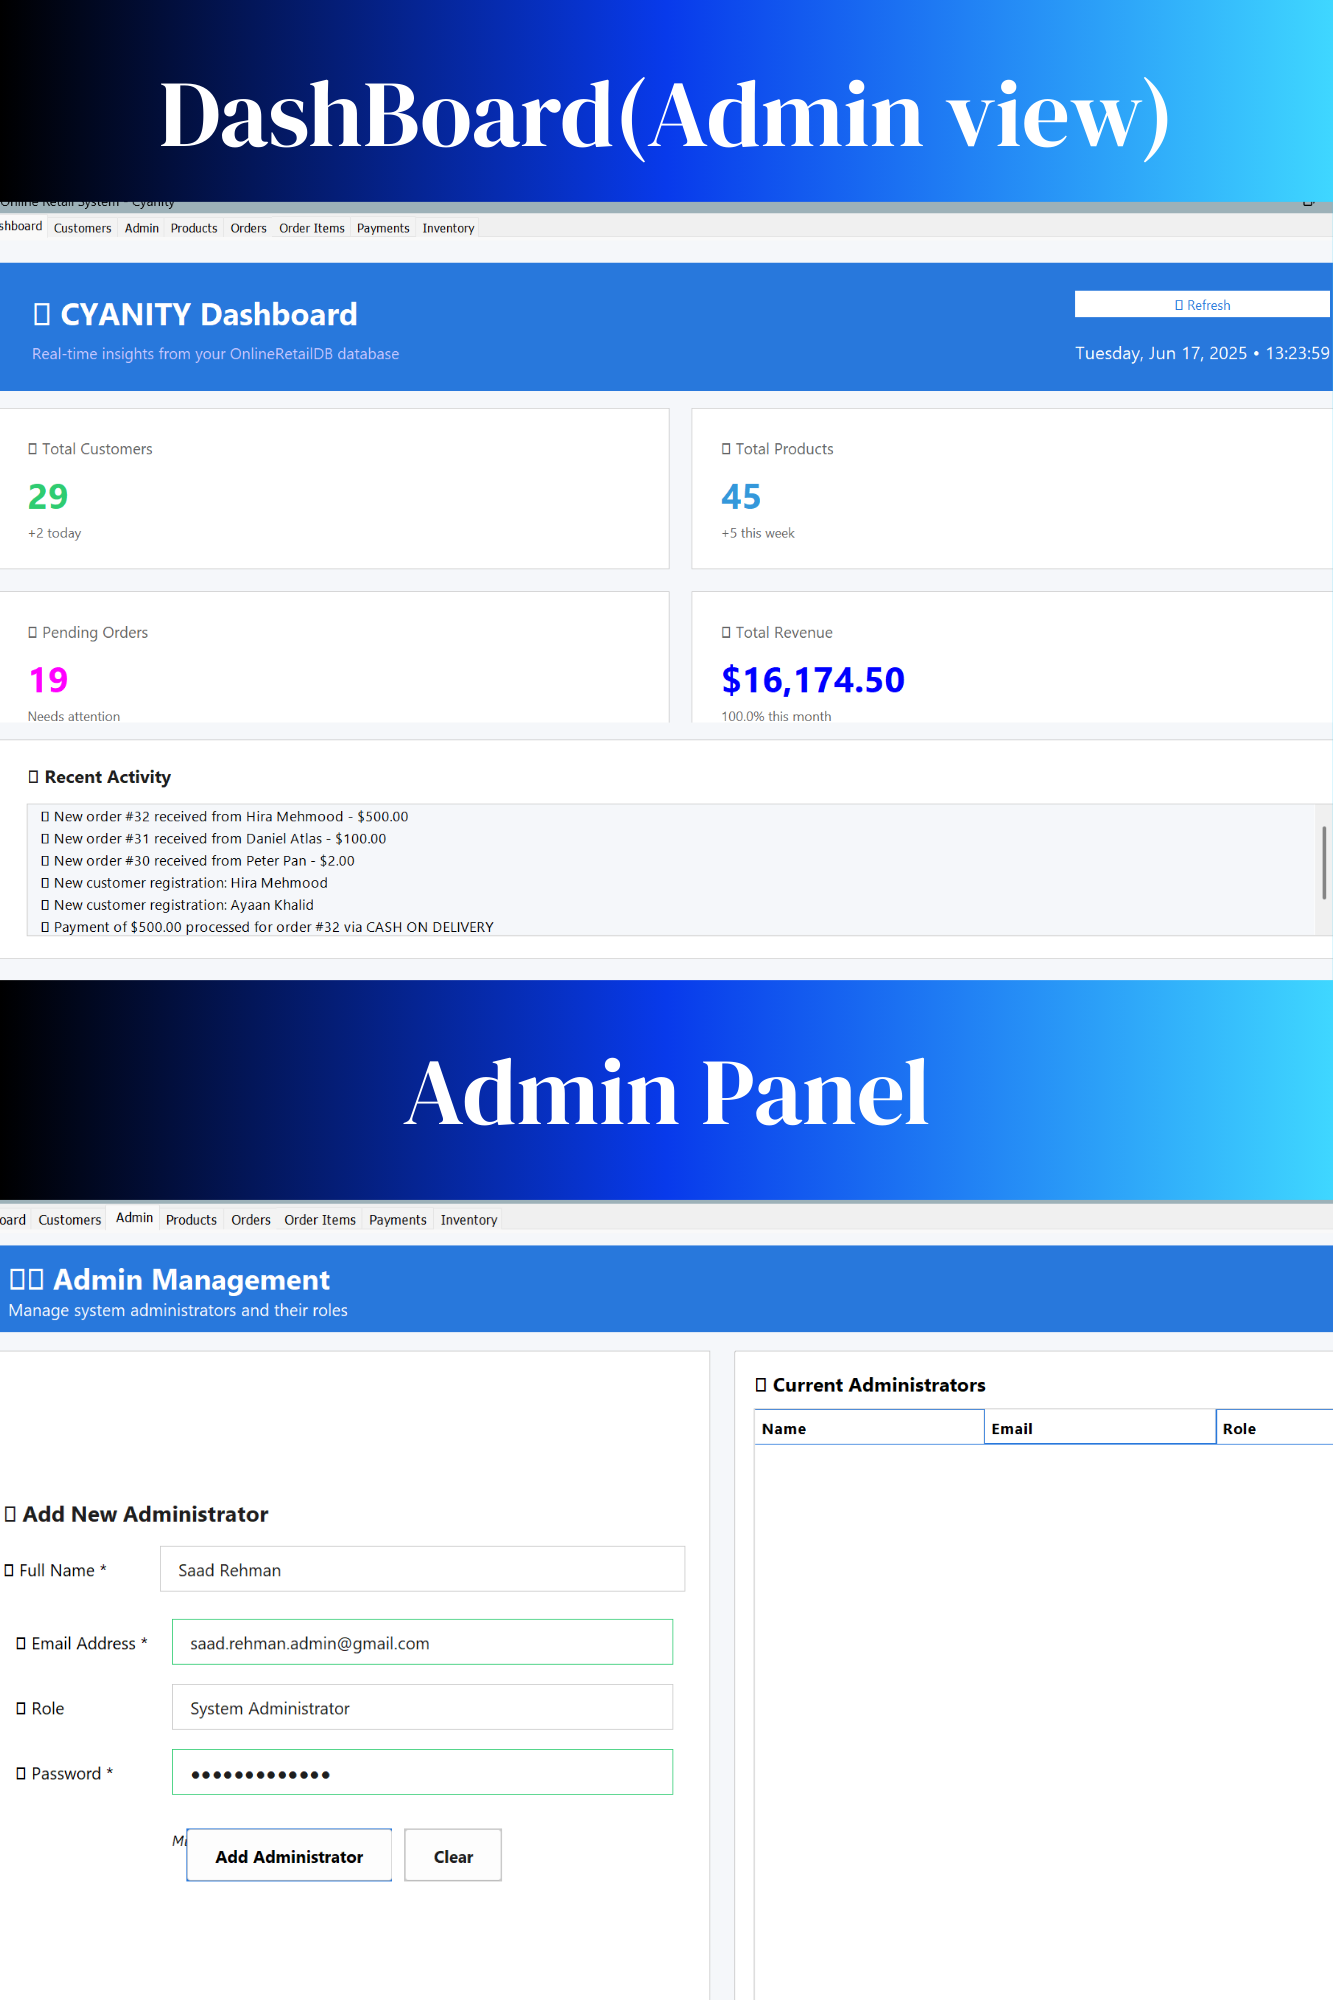 DashBoard(Admin view)
Online Retail System - Cyanity
shboard Customers Admin Products Orders Order Items Payments Inventory
CYANITY Dashboard
Refresh
Real-time insights from your OnlineRetailDB database
Tuesday, Jun 17, 2025 • 13:23:59
Total Customers
29
+2 today
Total Products
45
+5 this week
Pending Orders
19
Needs attention
Total Revenue
$16,174.50
100.0% this month
Recent Activity
New order #32 received from Hira Mehmood - $500.00
New order #31 received from Daniel Atlas - $100.00
New order #30 received from Peter Pan - $2.00
New customer registration: Hira Mehmood
New customer registration: Ayaan Khalid
Payment of $500.00 processed for order #32 via CASH ON DELIVERY
Admin Panel
oard Customers Admin Products Orders Order Items Payments Inventory
Admin Management
Manage system administrators and their roles
Add New Administrator
Full Name * Saad Rehman
Email Address * saad.rehman.admin@gmail.com
Role System Administrator
Password * ●●●●●●●●●●●●●
Add Administrator Clear
Current Administrators
Name Email Role